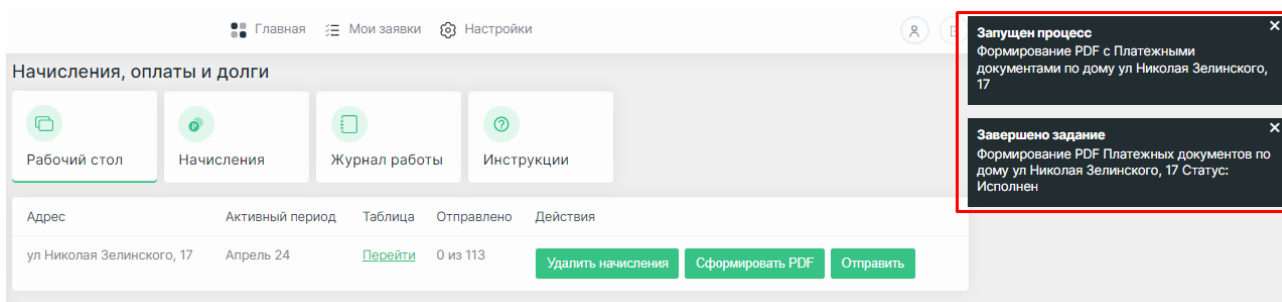 Главная Мои заявки Настройки
Запущен процесс
Формирование PDF с Платежными
документами по дому ул Николая Зелинского,
17
Завершено задание
Формирование PDF Платежных документов по
дому ул Николая Зелинского, 17 Статус:
Исполнен
Начисления, оплаты и долги
Рабочий стол Начисления Журнал работы Инструкции
Адрес Активный период Таблица Отправлено Действия
ул Николая Зелинского, 17 Апрель 24 Перейти 0 из 113 Удалить начисления Сформировать PDF Отправить